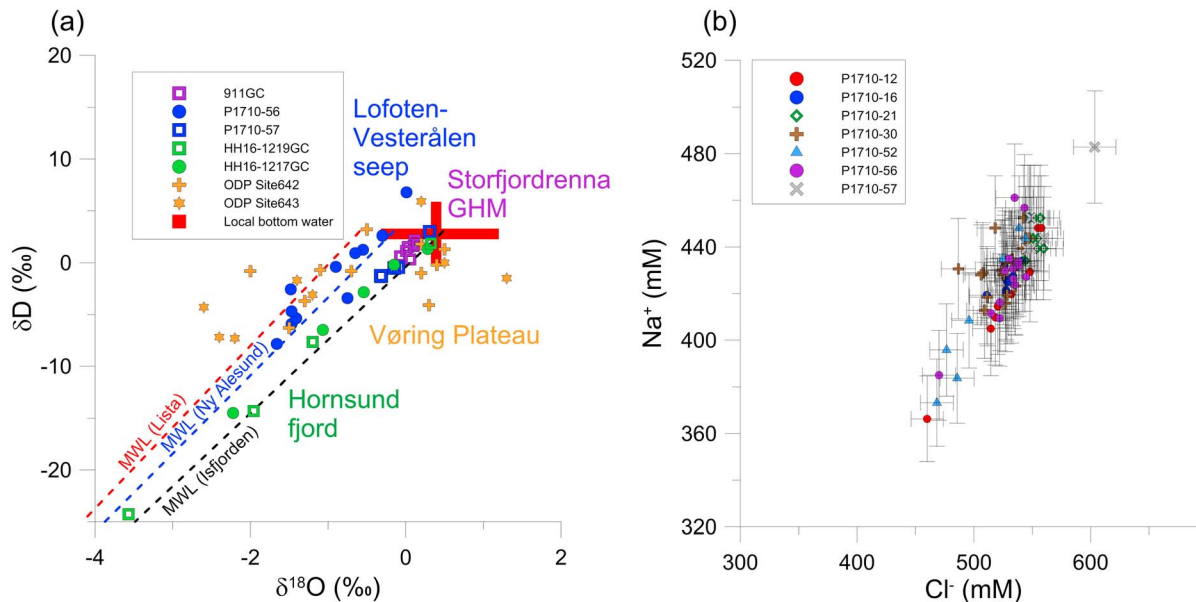 (a)
20
10
0
-10
-20
δD (‰)
911GC
P1710-56
P1710-57
HH16-1219GC
HH16-1217GC
ODP Site642
ODP Site643
Local bottom water
Lofoten-
Vesterålen
seep
Storfjordrenna
GHM
Vøring Plateau
Hornsund
fjord
MWL (Lista)
MWL (Ny Alesund)
MWL (Isfjorden)
-4
-2
0
2
δ¹⁸O (‰)
(b)
520
480
440
400
360
320
Na⁺ (mM)
P1710-12
P1710-16
P1710-21
P1710-30
P1710-52
P1710-56
P1710-57
300
400
500
600
Cl⁻ (mM)